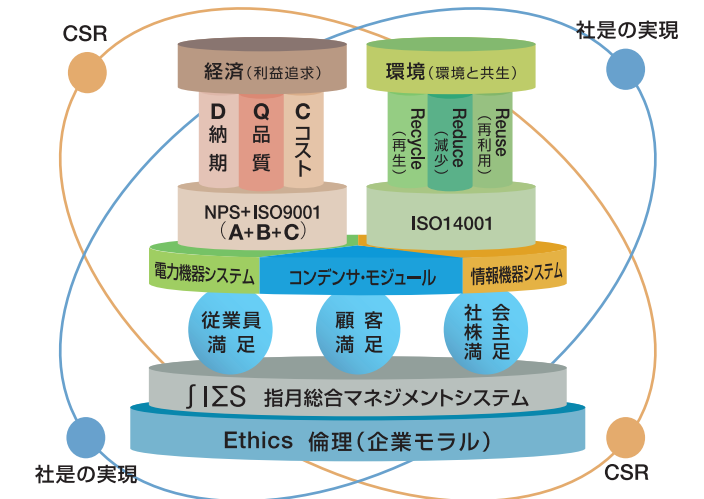 CSR
社是の実現
経済(利益追求)
環境(環境と共生)
D納期
Q品質
Cコスト
Recycle(再生)
Reduce(減少)
Reuse(再利用)
NPS+ISO9001
(A+B+C)
ISO14001
電力機器システム
コンデンサ・モジュール
情報機器システム
従業員
満足
顧客
満足
社会
株主
満足
∫IΣS 指月総合マネジメントシステム
Ethics 倫理(企業モラル)
社是の実現
CSR